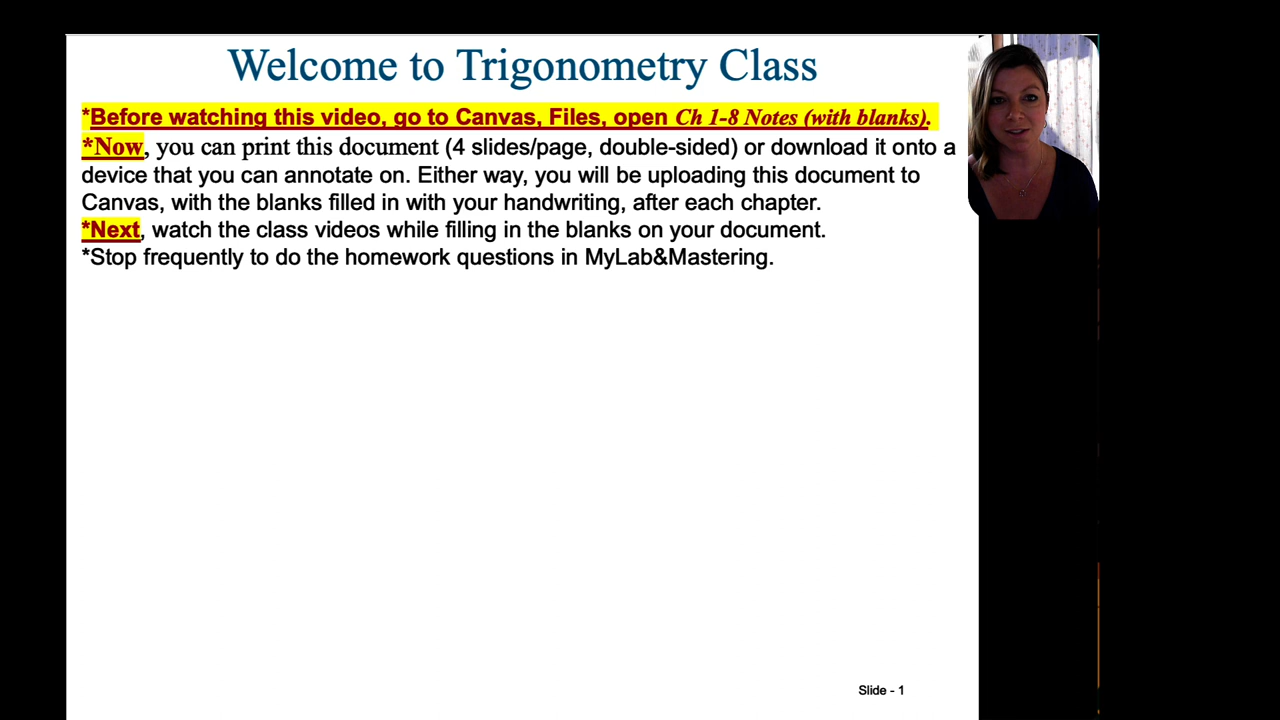 Welcome to Trigonometry Class
*Before watching this video, go to Canvas, Files, open Ch 1-8 Notes (with blanks).
*Now, you can print this document (4 slides/page, double-sided) or download it onto a
device that you can annotate on. Either way, you will be uploading this document to
Canvas, with the blanks filled in with your handwriting, after each chapter.
*Next, watch the class videos while filling in the blanks on your document.
*Stop frequently to do the homework questions in MyLab&Mastering.
Slide - 1